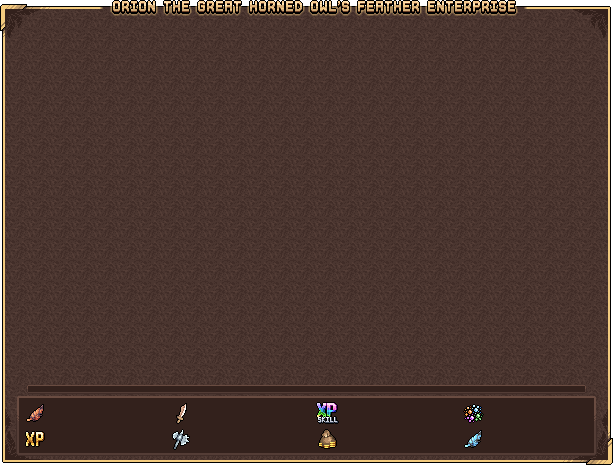 ORION THE GREAT HORNED OWL'S FEATHER ENTERPRISE
XP
SKILL
XP